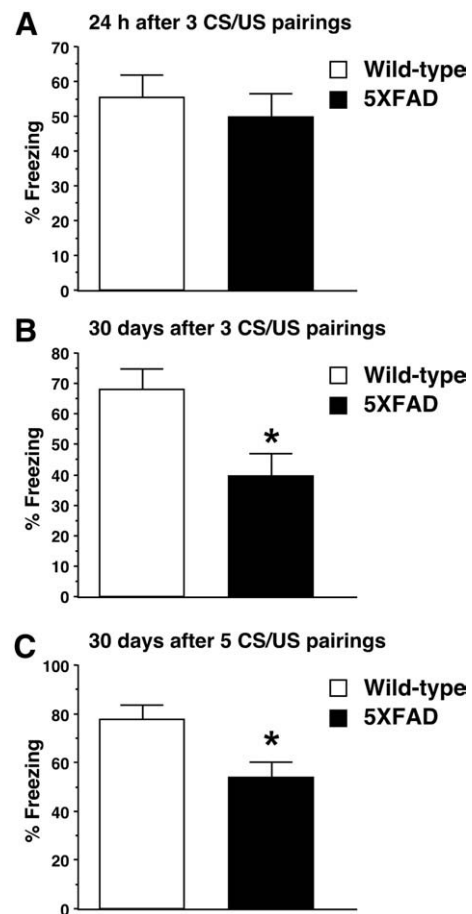 A 24 h after 3 CS/US pairings
70
60
50
40
30
20
10
0
% Freezing
Wild-type
5XFAD
B 30 days after 3 CS/US pairings
80
70
60
50
40
30
20
10
0
% Freezing
Wild-type
5XFAD
*
C 30 days after 5 CS/US pairings
100
80
60
40
20
0
% Freezing
Wild-type
5XFAD
*